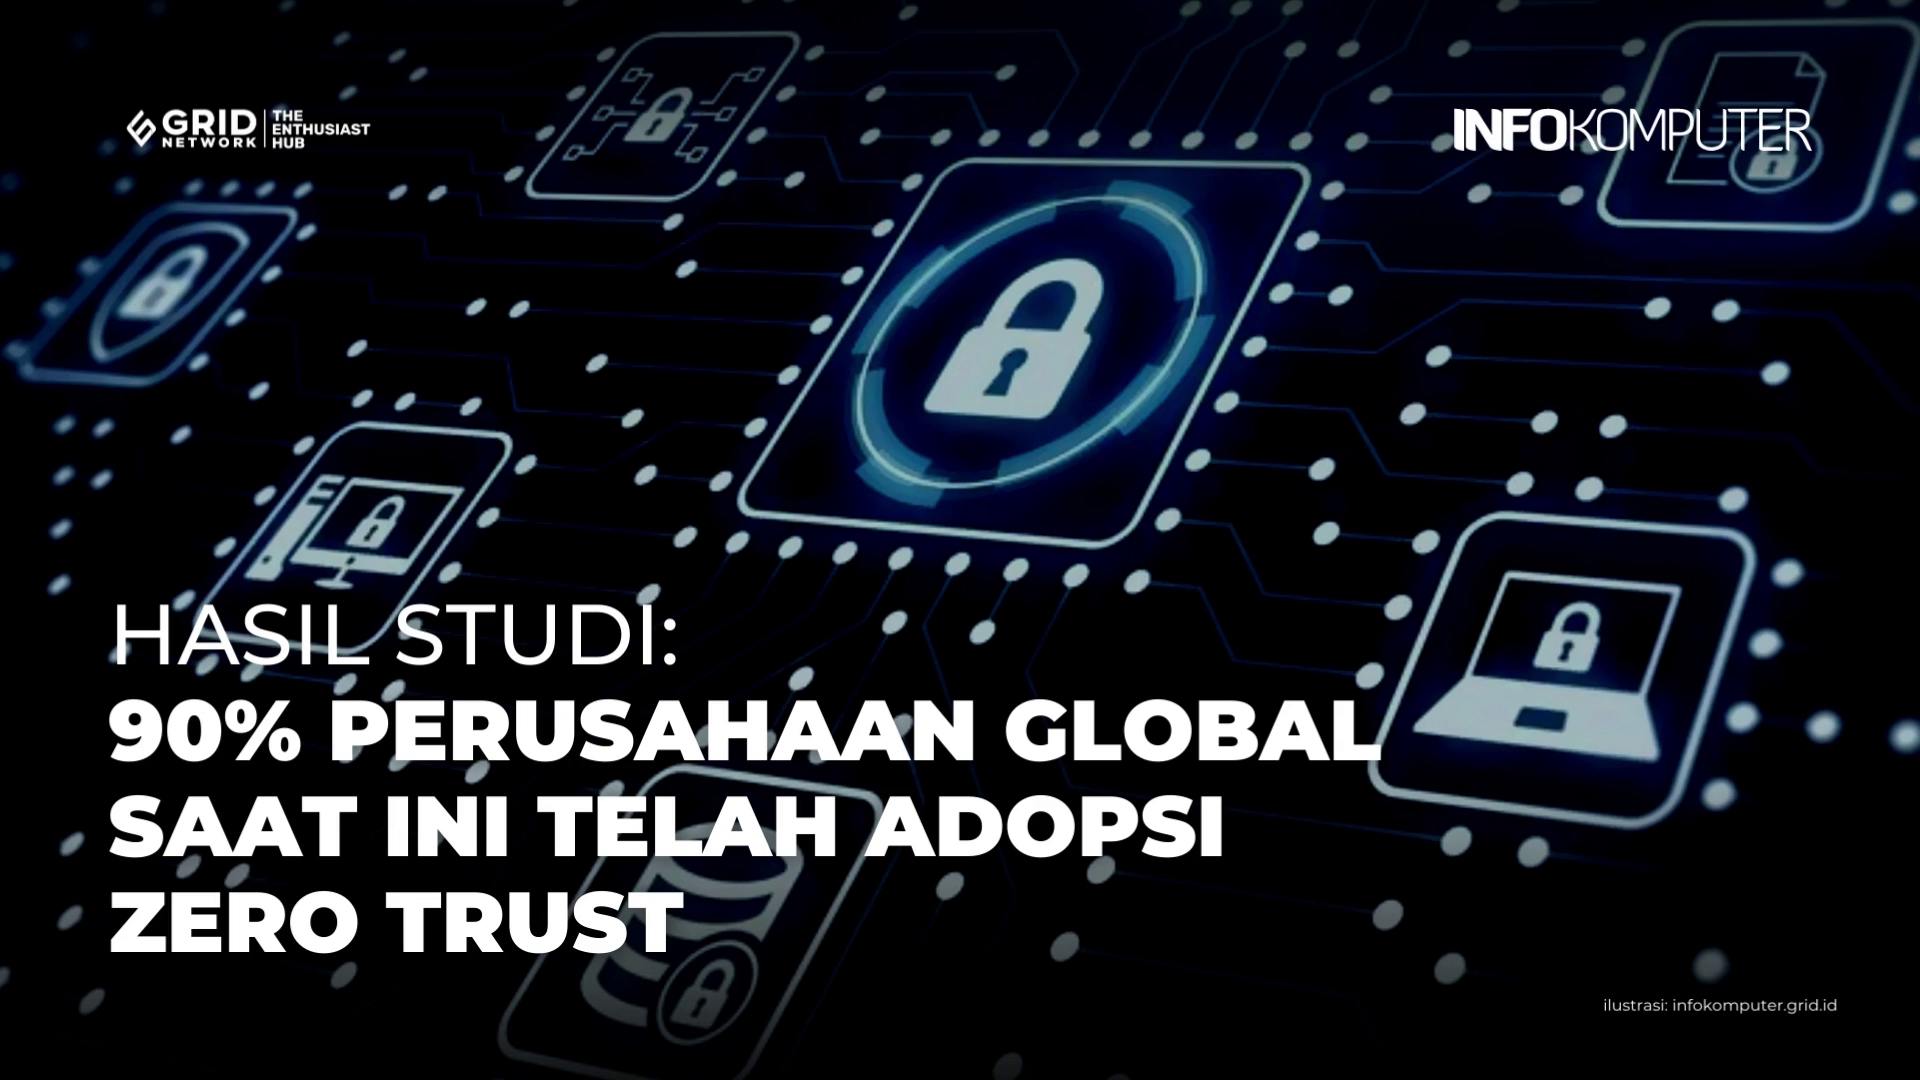 GRID NETWORK
THE ENTHUSIAST HUB
INFOKOMPUTER
HASIL STUDI:
90% PERUSAHAAN GLOBAL
SAAT INI TELAH ADOPSI
ZERO TRUST
ilustrasi: infokomputer.grid.id